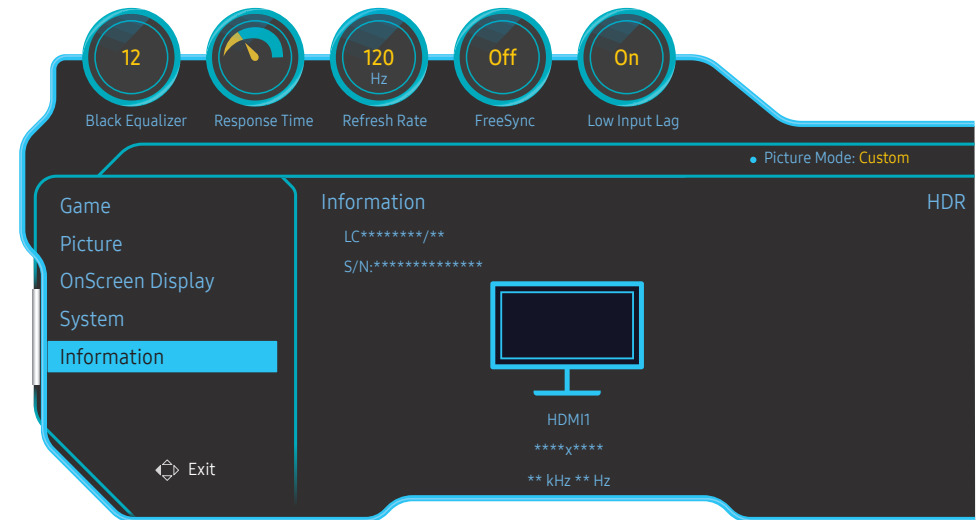 12
120
Hz
Off
On
Black Equalizer
Response Time
Refresh Rate
FreeSync
Low Input Lag
Picture Mode: Custom
Game
Picture
OnScreen Display
System
Information
Exit
Information
HDR
LC********/**
S/N:**************
HDMI1
****x****
** kHz ** Hz